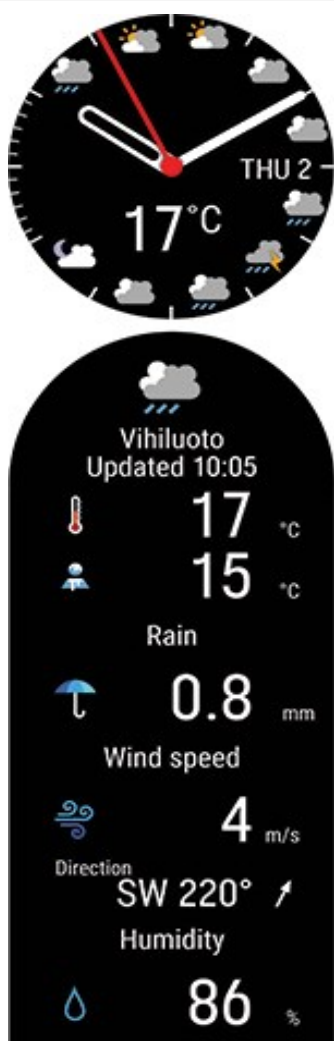 THU 2
17°C
Vihiluoto
Updated 10:05
17 °C
15 °C
Rain
0.8 mm
Wind speed
4 m/s
Direction
SW 220°
Humidity
86 %